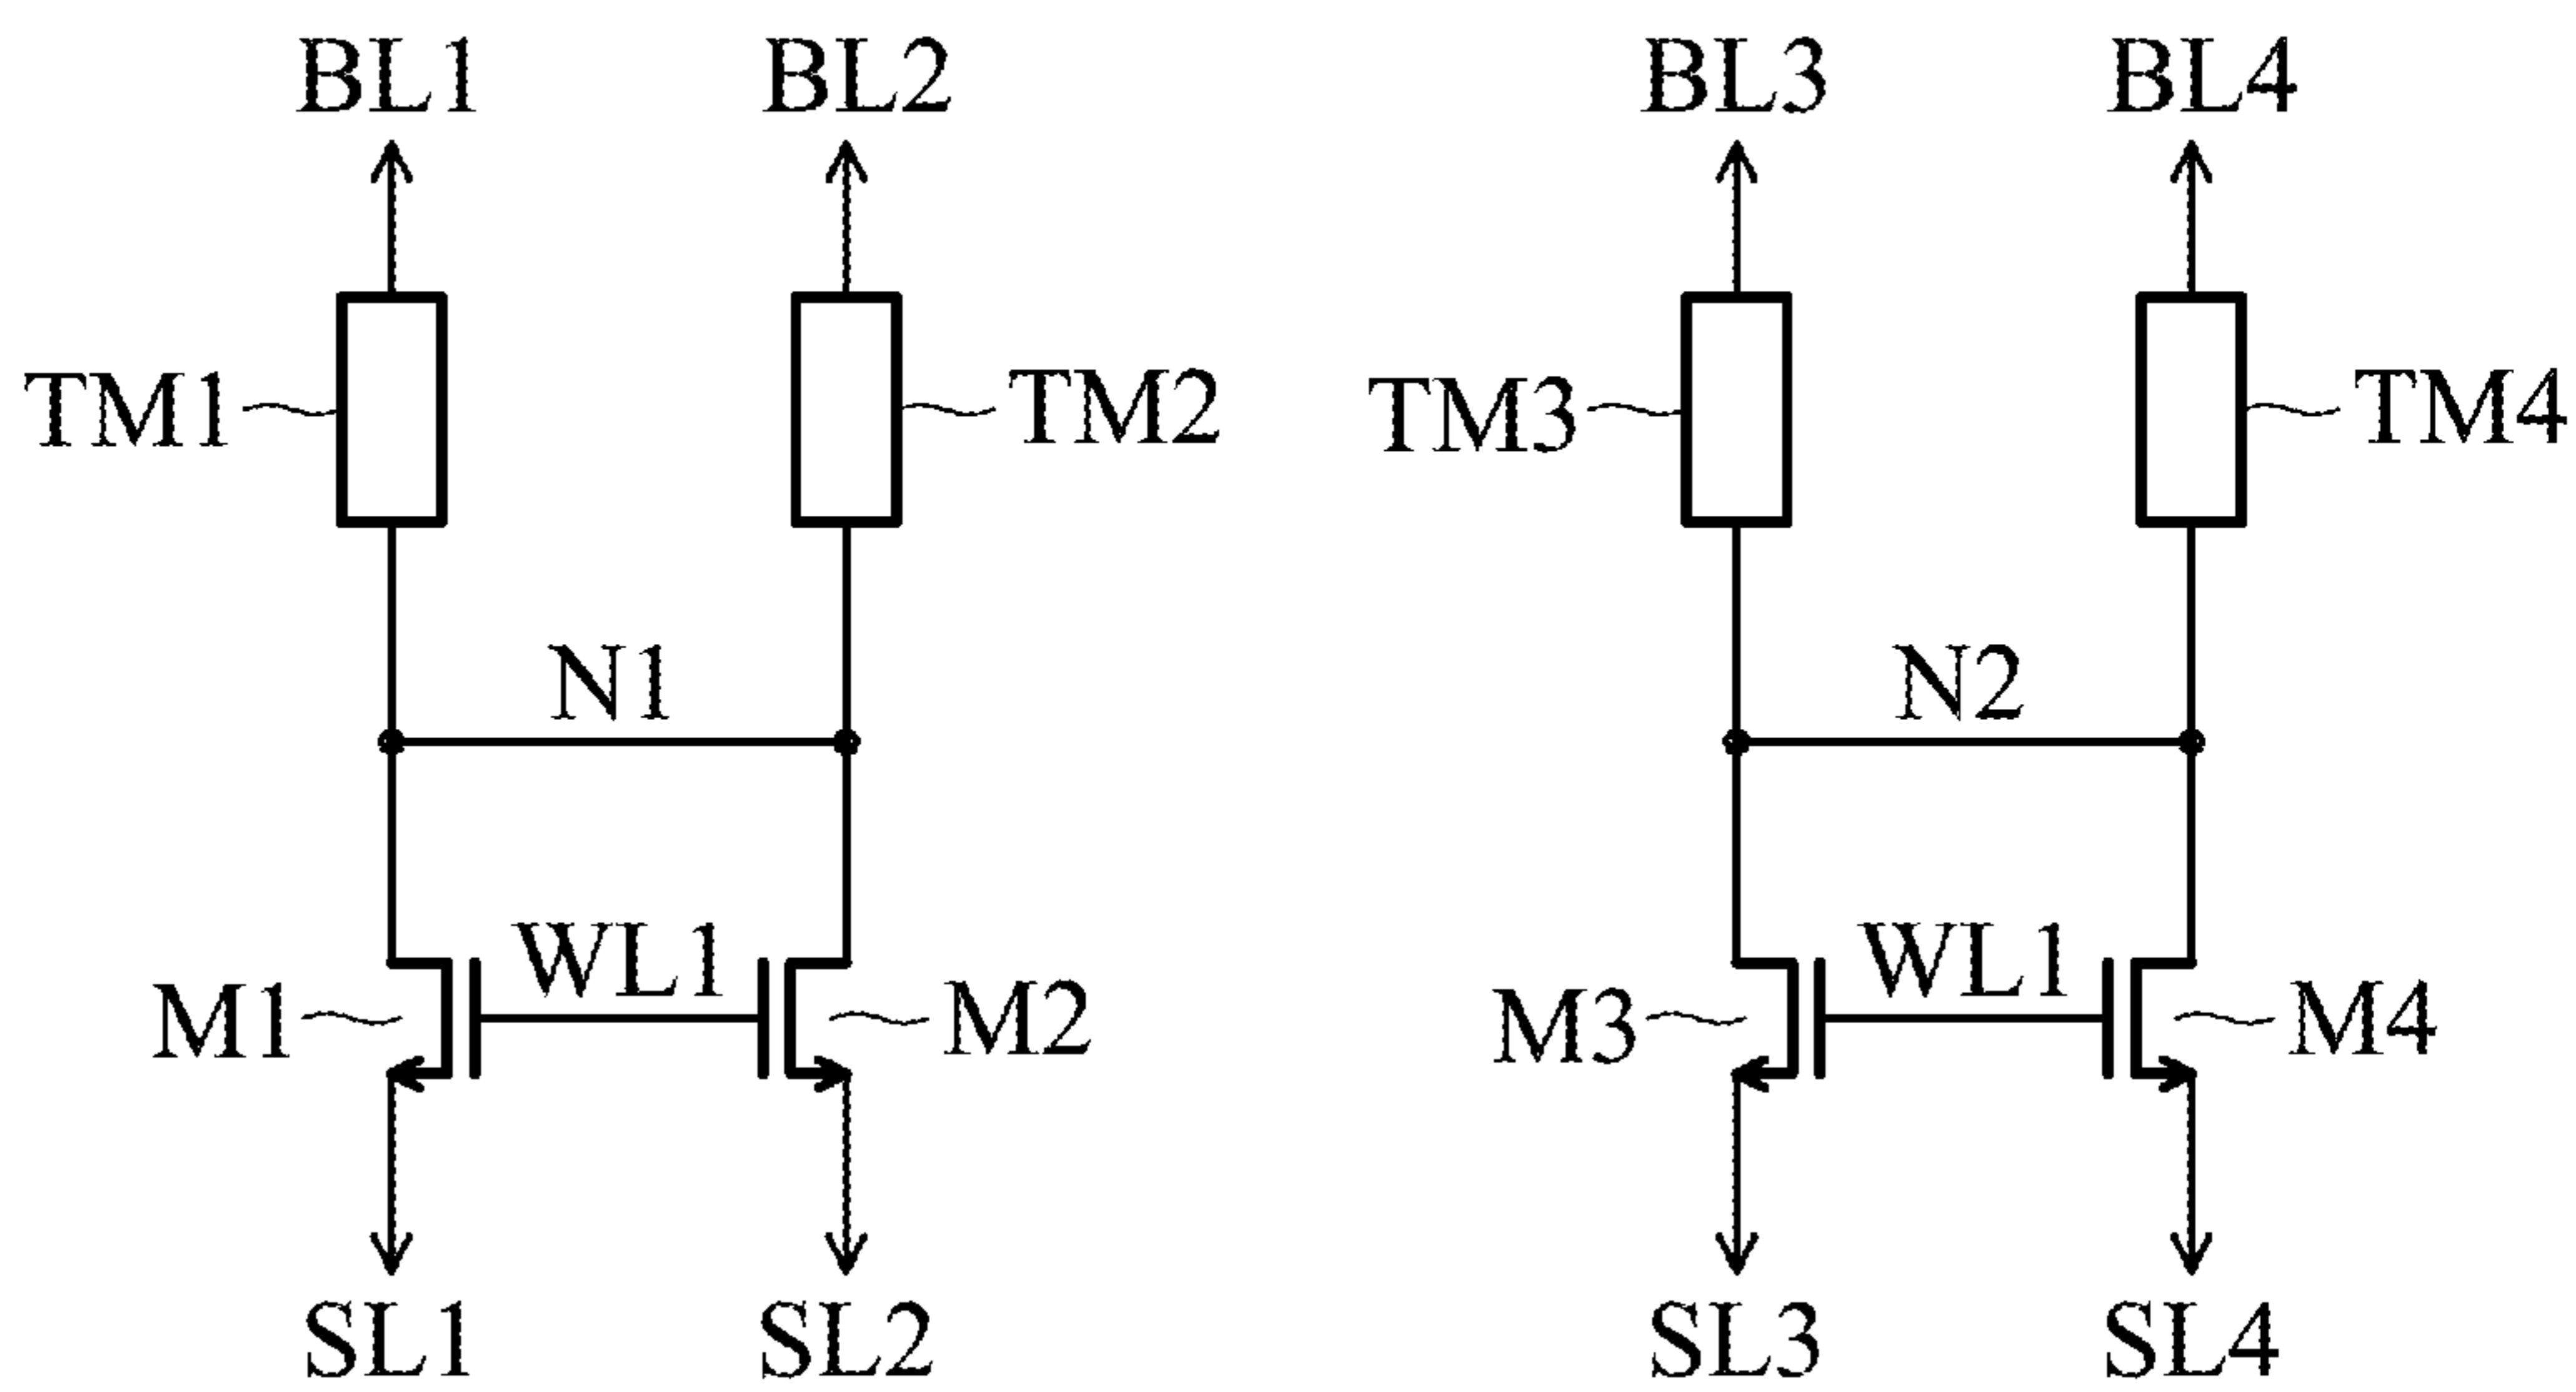 BL1 BL2 BL3 BL4
TM1 TM2 TM3 TM4
N1 N2
WL1 WL1
M1 M2 M3 M4
SL1 SL2 SL3 SL4